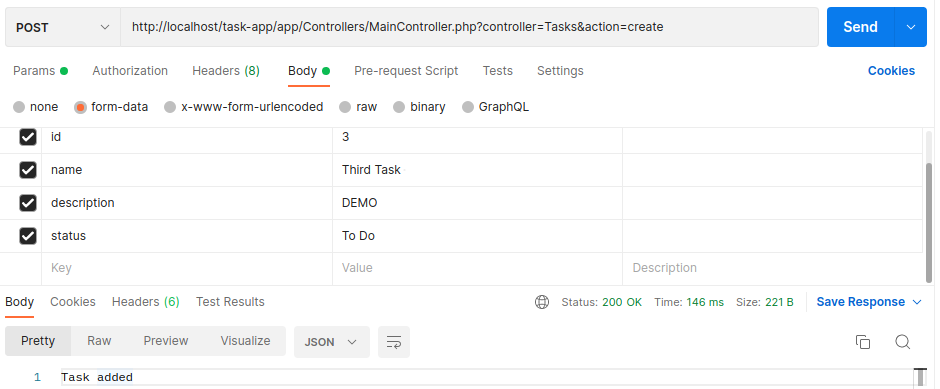 POST http://localhost/task-app/app/Controllers/MainController.php?controller=Tasks&action=create Send
Params Authorization Headers (8) Body Pre-request Script Tests Settings Cookies
none form-data x-www-form-urlencoded raw binary GraphQL
id 3
name Third Task
description DEMO
status To Do
Key Value Description
Body Cookies Headers (6) Test Results Status: 200 OK Time: 146 ms Size: 221 B Save Response
Pretty Raw Preview Visualize JSON
1 Task added